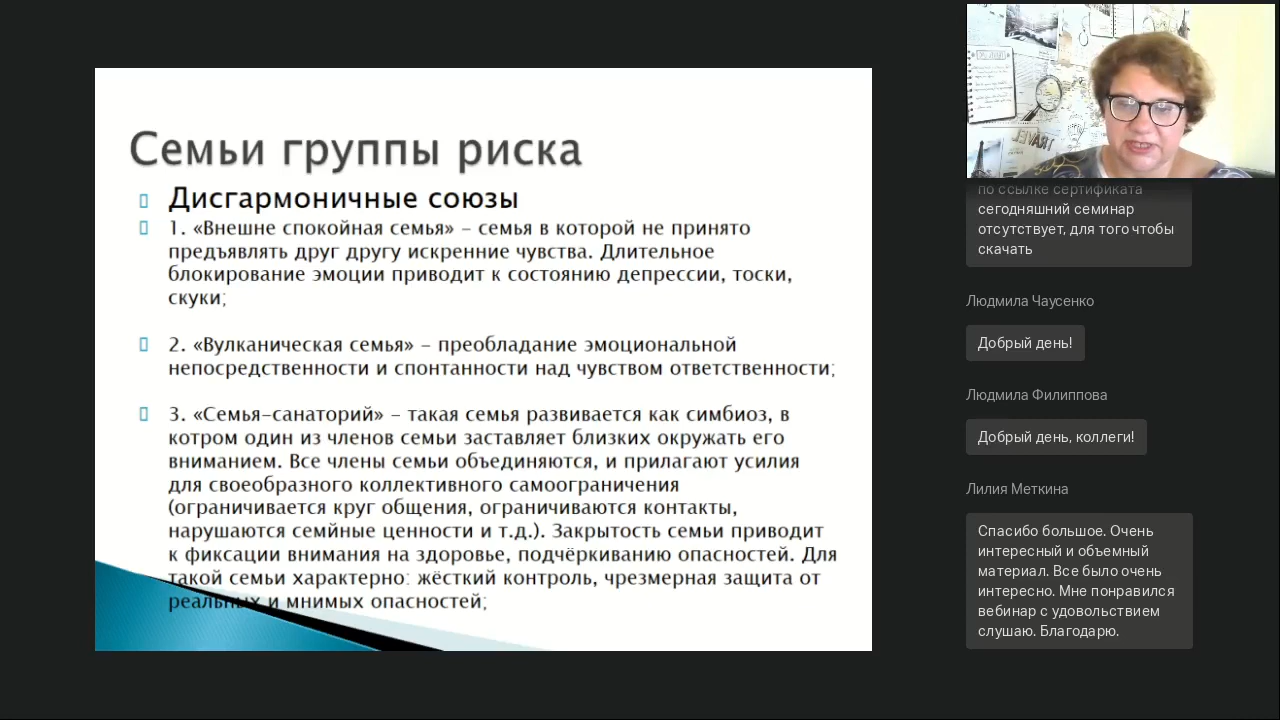 Семьи группы риска
Дисгармоничные союзы
1. «Внешне спокойная семья» – семья в которой не принято
предъявлять друг другу искренние чувства. Длительное
блокирование эмоции приводит к состоянию депрессии, тоски,
скуки;
2. «Вулканическая семья» – преобладание эмоциональной
непосредственности и спонтанности над чувством ответственности;
3. «Семья-санаторий» – такая семья развивается как симбиоз, в
котром один из членов семьи заставляет близких окружать его
вниманием. Все члены семьи объединяются, и прилагают усилия
для своеобразного коллективного самоограничения
(ограничивается круг общения, ограничиваются контакты,
нарушаются семйные ценности и т.д.). Закрытость семьи приводит
к фиксации внимания на здоровье, подчёркиванию опасностей. Для
такой семьи характерно: жёсткий контроль, чрезмерная защита от
реальных и мнимых опасностей;
TRAVEL
по ссылке сертификата
сегодняшний семинар
отсутствует, для того чтобы
скачать
Людмила Чаусенко
Добрый день!
Людмила Филиппова
Добрый день, коллеги!
Лилия Меткина
Спасибо большое. Очень
интересный и объемный
материал. Все было очень
интересно. Мне понравился
вебинар с удовольствием
слушаю. Благодарю.